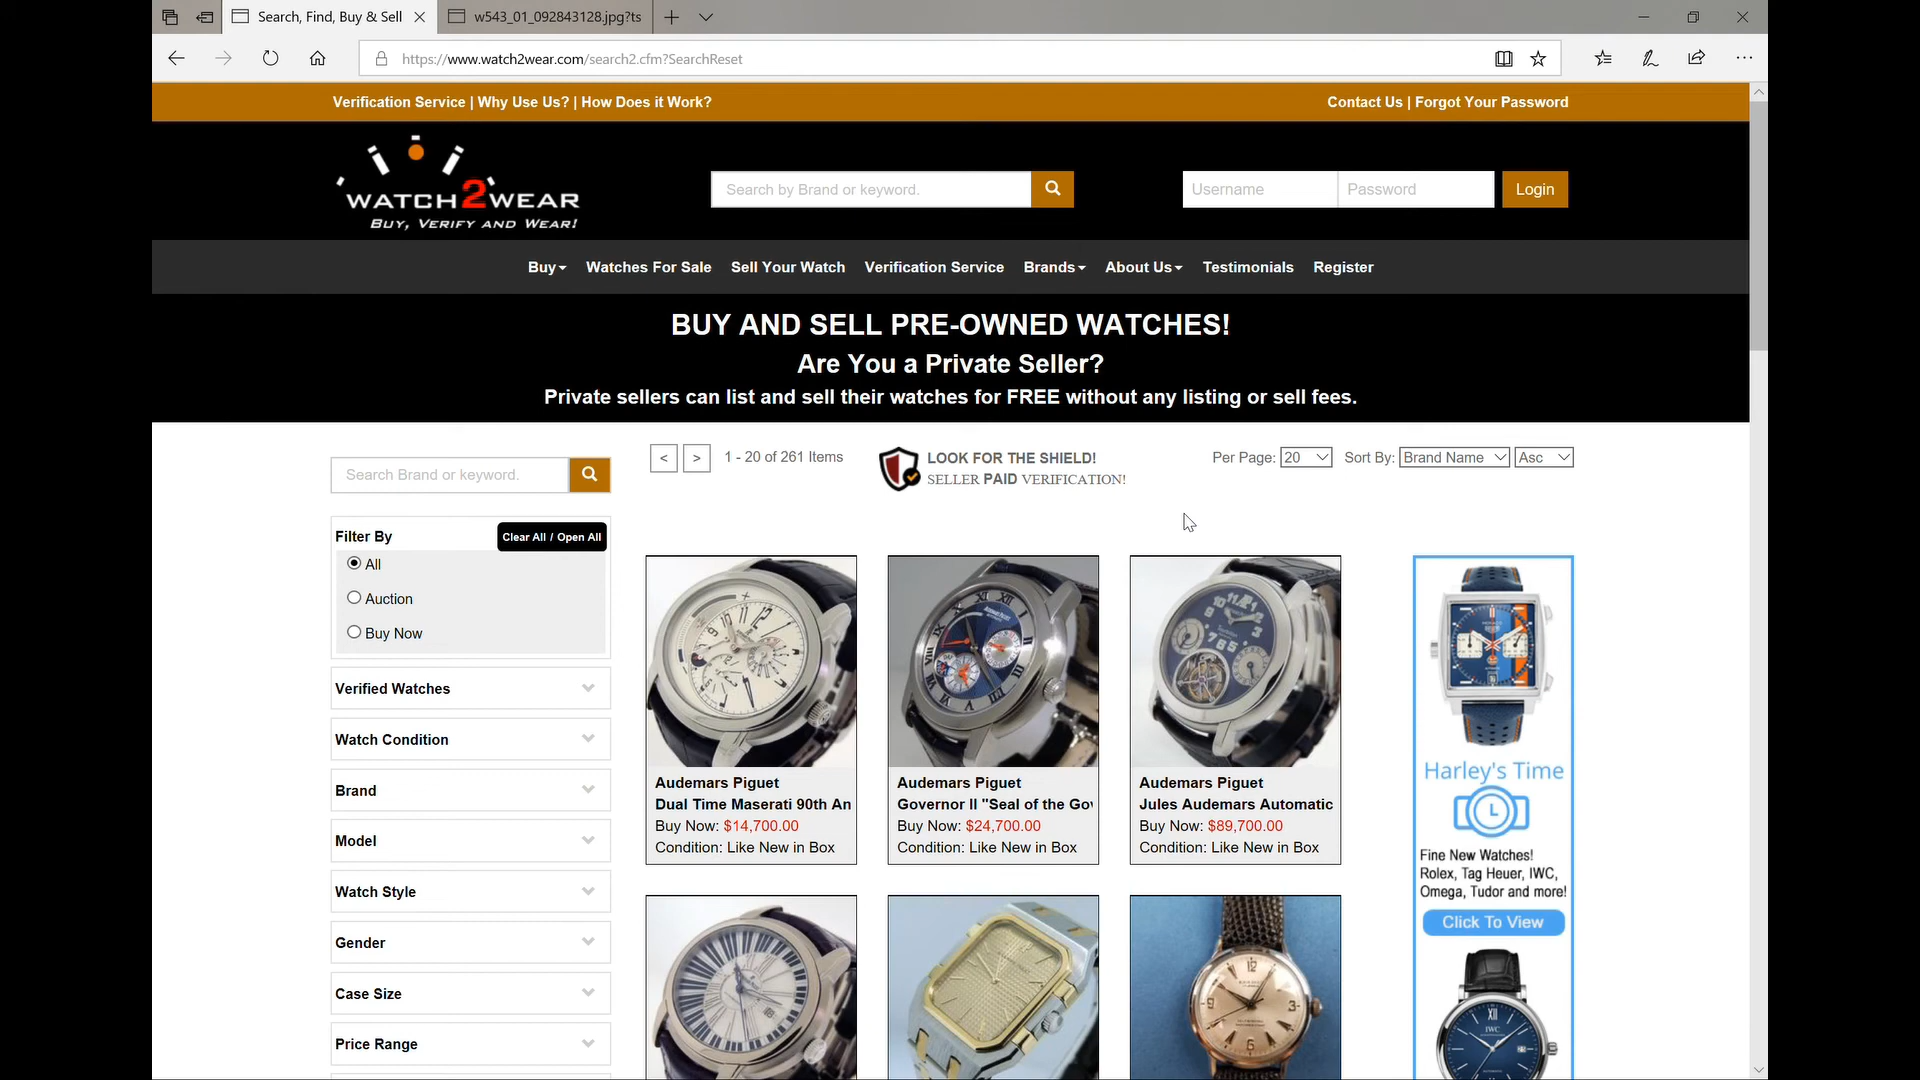 Search, Find, Buy & Sell
w543_01_092843128.jpg?ts
https://www.watch2wear.com/search2.cfm?SearchReset
Verification Service | Why Use Us? | How Does it Work?
Contact Us | Forgot Your Password
WATCH2WEAR
BUY, VERIFY AND WEAR!
Search by Brand or keyword.
Username
Password
Login
Buy
Watches For Sale
Sell Your Watch
Verification Service
Brands
About Us
Testimonials
Register
BUY AND SELL PRE-OWNED WATCHES!
Are You a Private Seller?
Private sellers can list and sell their watches for FREE without any listing or sell fees.
Search Brand or keyword.
< > 1 - 20 of 261 Items
LOOK FOR THE SHIELD!
SELLER PAID VERIFICATION!
Per Page: 20 Sort By: Brand Name Asc
Filter By
Clear All / Open All
All
Auction
Buy Now
Verified Watches
Watch Condition
Brand
Model
Watch Style
Gender
Case Size
Price Range
Audemars Piguet
Dual Time Maserati 90th An
Buy Now: $14,700.00
Condition: Like New in Box
Audemars Piguet
Governor II "Seal of the Gov
Buy Now: $24,700.00
Condition: Like New in Box
Audemars Piguet
Jules Audemars Automatic
Buy Now: $89,700.00
Condition: Like New in Box
Harley's Time
Fine New Watches!
Rolex, Tag Heuer, IWC,
Omega, Tudor and more!
Click To View
IWC